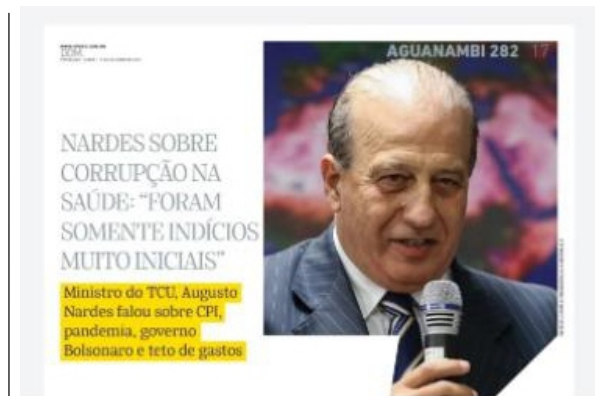 DOM
AGUANAMBI 282 17
NARDES SOBRE
CORRUPÇÃO NA
SAÚDE: “FORAM
SOMENTE INDÍCIOS
MUITO INICIAIS”
Ministro do TCU, Augusto
Nardes falou sobre CPI,
pandemia, governo
Bolsonaro e teto de gastos